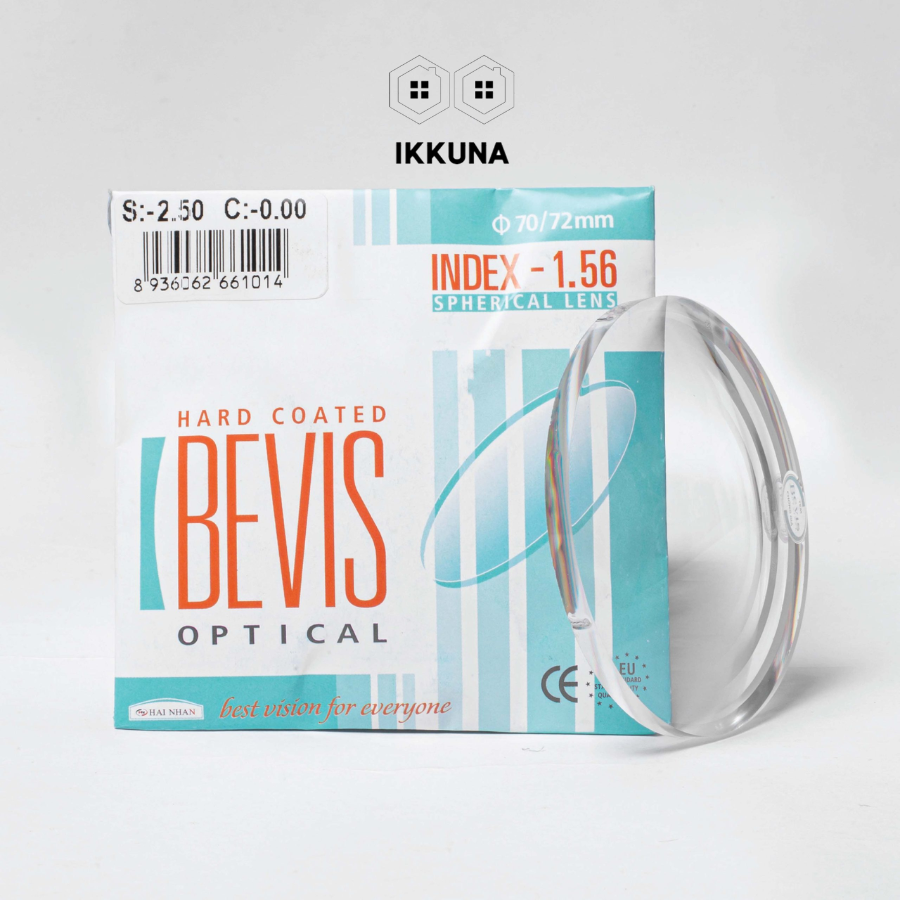 IKKUNA
S:-2.50 C:-0.00
8 936062 661014
Φ 70/72mm
INDEX - 1.56
SPHERICAL LENS
HARD COATED
BEVIS
OPTICAL
CE
EU
HAI NHAN
best vision for everyone